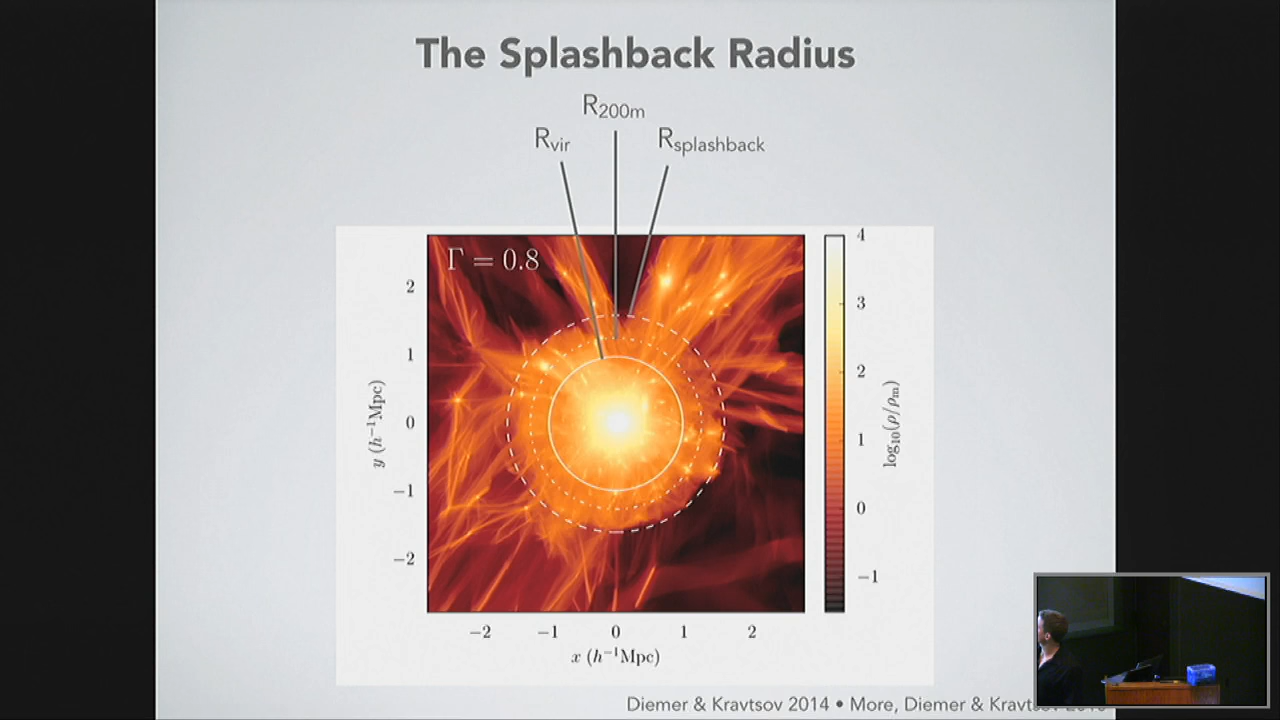 The Splashback Radius
R200m
Rvir
Rsplashback
Γ = 0.8
4
3
2
1
0
−1
log10(ρ/ρm)
2
1
0
−1
−2
y (h−1Mpc)
−2 −1 0 1 2
x (h−1Mpc)
Diemer & Kravtsov 2014 • More, Diemer &